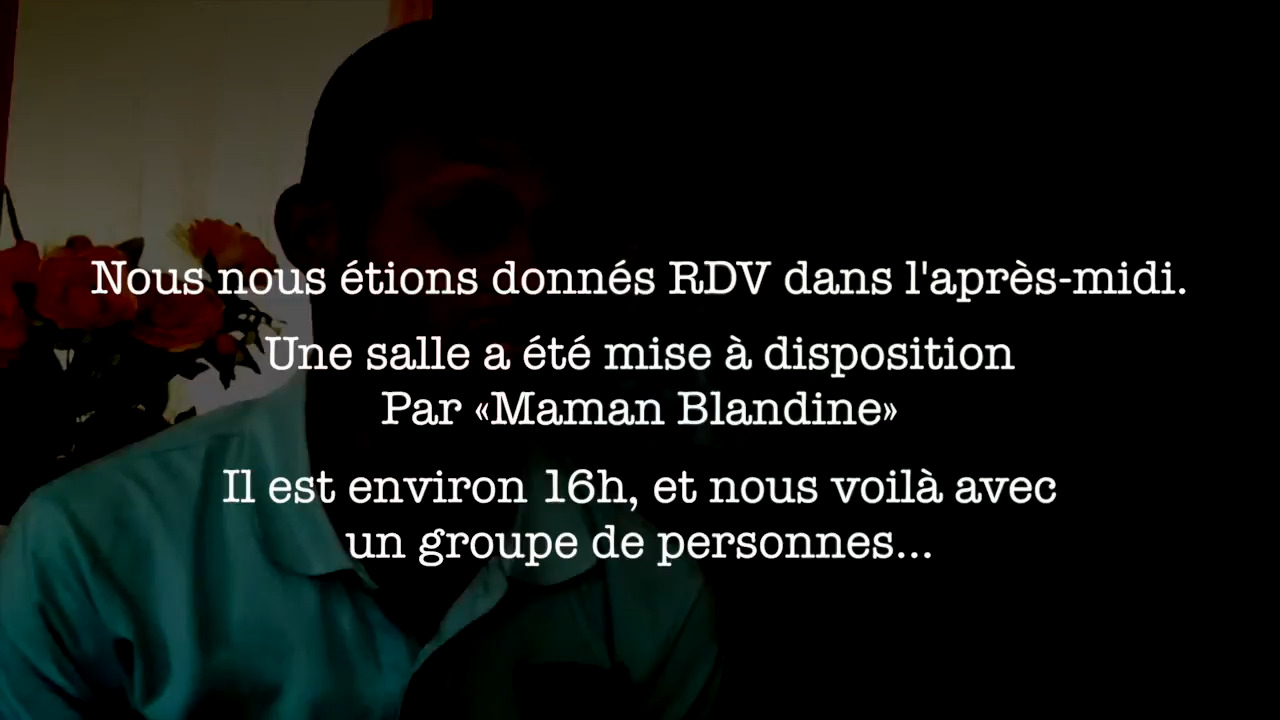 Nous nous étions donnés RDV dans l'après-midi.
Une salle a été mise à disposition
Par «Maman Blandine»
Il est environ 16h, et nous voilà avec
un groupe de personnes...